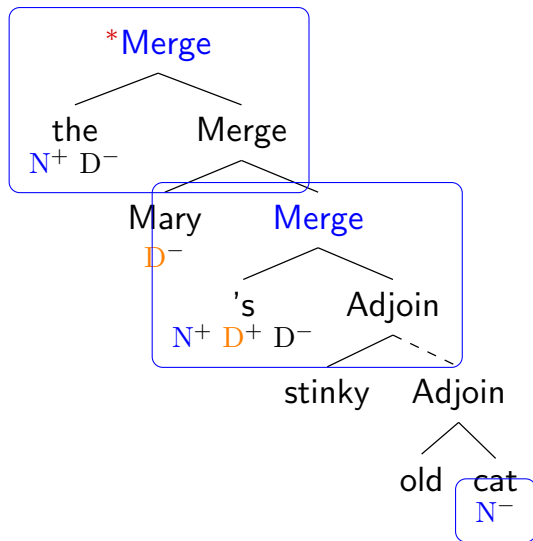 *Merge
the Merge
N⁺ D⁻
Mary Merge
D⁻
's Adjoin
N⁺ D⁺ D⁻
stinky Adjoin
old cat
N⁻